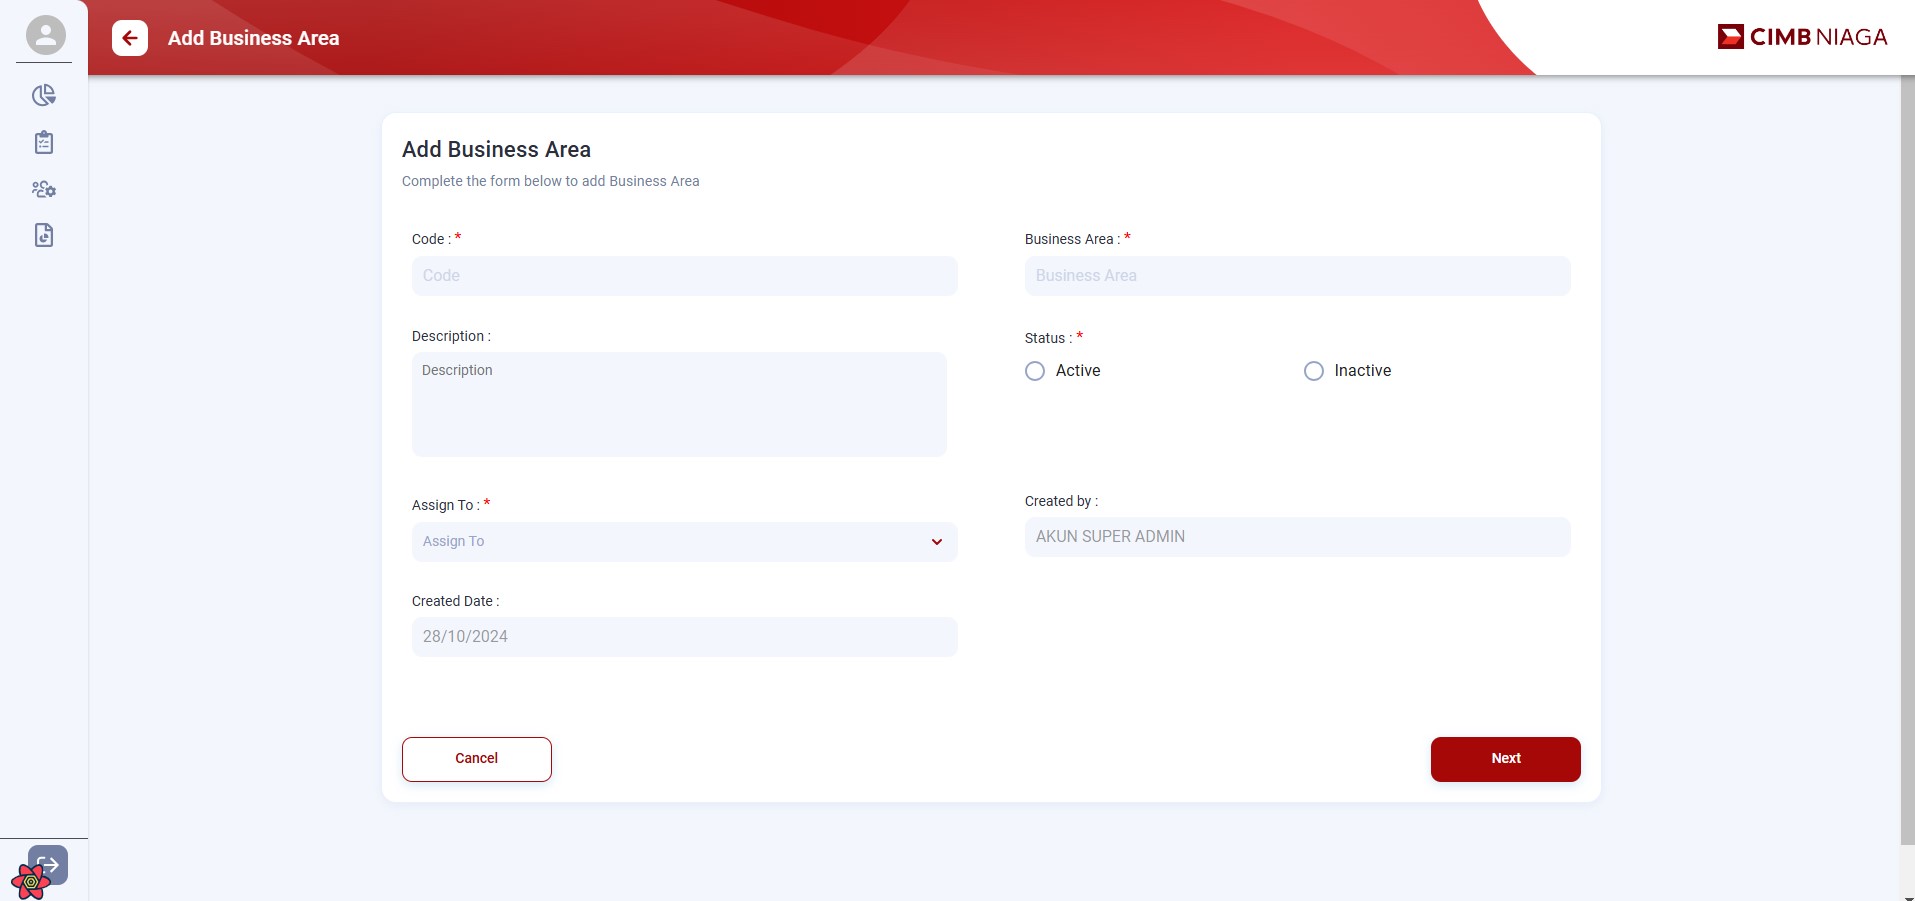 Add Business Area
CIMB NIAGA
Add Business Area
Complete the form below to add Business Area
Code : *
Business Area : *
Code
Business Area
Description :
Status : *
Description
Active
Inactive
Assign To : *
Created by :
Assign To
AKUN SUPER ADMIN
Created Date :
28/10/2024
Cancel
Next